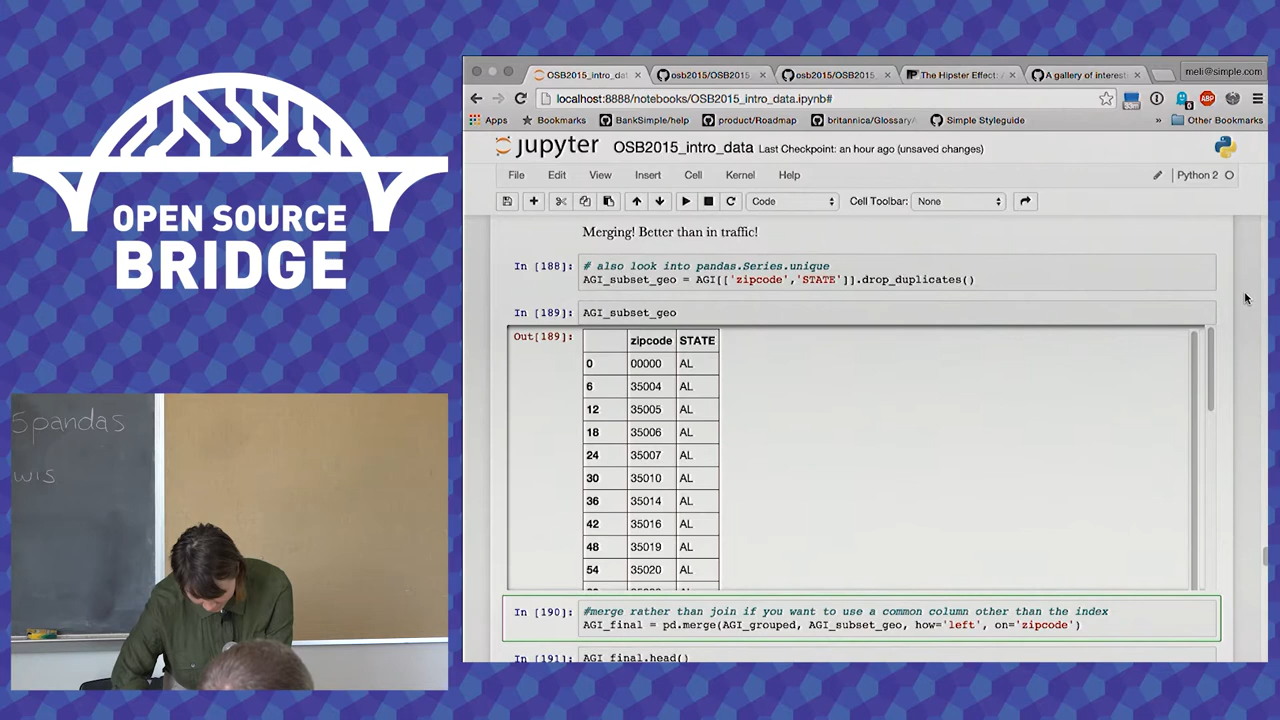 OPEN SOURCE
BRIDGE
5pandas
wis
OSB2015_intro_dat
osb2015/OSB2015
osb2015/OSB2015
The Hipster Effect:
A gallery of interest
meli@simple.com
localhost:8888/notebooks/OSB2015_intro_data.ipynb#
ABP
Apps
Bookmarks
BankSimple/help
product/Roadmap
britannica/Glossary
Simple Styleguide
»
Other Bookmarks
jupyter OSB2015_intro_data Last Checkpoint: an hour ago (unsaved changes)
File Edit View Insert Cell Kernel Help
Python 2
Code
Cell Toolbar: None
Merging! Better than in traffic!
In [188]: # also look into pandas.Series.unique
AGI_subset_geo = AGI[['zipcode','STATE']].drop_duplicates()
In [189]: AGI_subset_geo
Out[189]:
zipcode STATE
0 00000 AL
6 35004 AL
12 35005 AL
18 35006 AL
24 35007 AL
30 35010 AL
36 35014 AL
42 35016 AL
48 35019 AL
54 35020 AL
In [190]: #merge rather than join if you want to use a common column other than the index
AGI_final = pd.merge(AGI_grouped, AGI_subset_geo, how='left', on='zipcode')
In [191]: AGI_final.head()